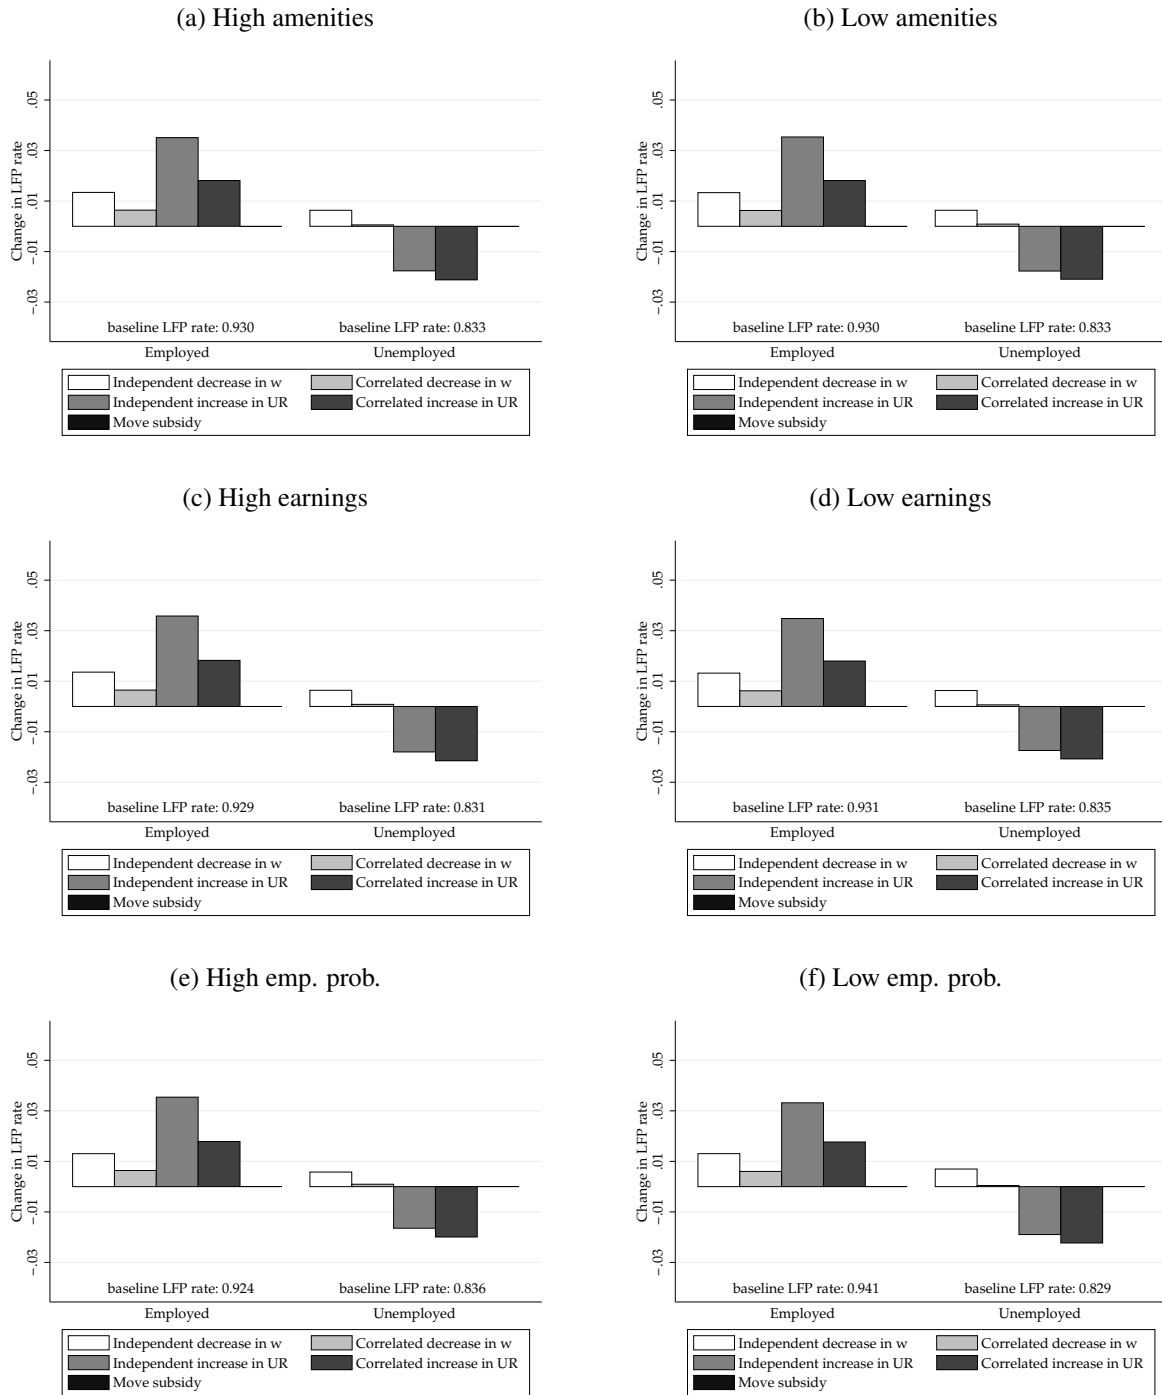 (a) High amenities
Change in LFP rate
.05
.03
.01
-.01
-.03
baseline LFP rate: 0.930
baseline LFP rate: 0.833
Employed
Unemployed
Independent decrease in w
Correlated decrease in w
Independent increase in UR
Correlated increase in UR
Move subsidy
(b) Low amenities
Change in LFP rate
.05
.03
.01
-.01
-.03
baseline LFP rate: 0.930
baseline LFP rate: 0.833
Employed
Unemployed
Independent decrease in w
Correlated decrease in w
Independent increase in UR
Correlated increase in UR
Move subsidy
(c) High earnings
Change in LFP rate
.05
.03
.01
-.01
-.03
baseline LFP rate: 0.929
baseline LFP rate: 0.831
Employed
Unemployed
Independent decrease in w
Correlated decrease in w
Independent increase in UR
Correlated increase in UR
Move subsidy
(d) Low earnings
Change in LFP rate
.05
.03
.01
-.01
-.03
baseline LFP rate: 0.931
baseline LFP rate: 0.835
Employed
Unemployed
Independent decrease in w
Correlated decrease in w
Independent increase in UR
Correlated increase in UR
Move subsidy
(e) High emp. prob.
Change in LFP rate
.05
.03
.01
-.01
-.03
baseline LFP rate: 0.924
baseline LFP rate: 0.836
Employed
Unemployed
Independent decrease in w
Correlated decrease in w
Independent increase in UR
Correlated increase in UR
Move subsidy
(f) Low emp. prob.
Change in LFP rate
.05
.03
.01
-.01
-.03
baseline LFP rate: 0.941
baseline LFP rate: 0.829
Employed
Unemployed
Independent decrease in w
Correlated decrease in w
Independent increase in UR
Correlated increase in UR
Move subsidy